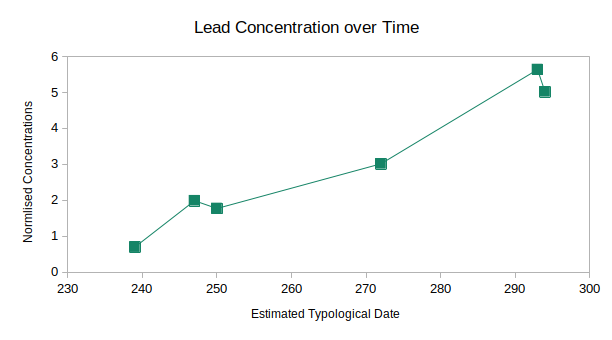 Lead Concentration over Time
6
5
4
3
2
1
0
Normlised Concentrations
230 240 250 260 270 280 290 300
Estimated Typological Date